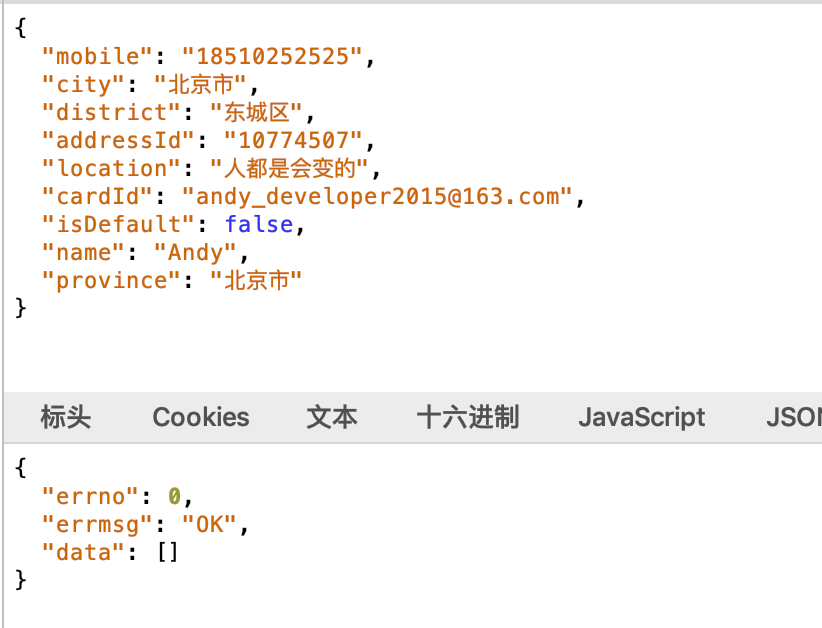 {
"mobile": "18510252525",
"city": "北京市",
"district": "东城区",
"addressId": "10774507",
"location": "人都是会变的",
"cardId": "andy_developer2015@163.com",
"isDefault": false,
"name": "Andy",
"province": "北京市"
}
标头 Cookies 文本 十六进制 JavaScript JSON
{
"errno": 0,
"errmsg": "OK",
"data": []
}